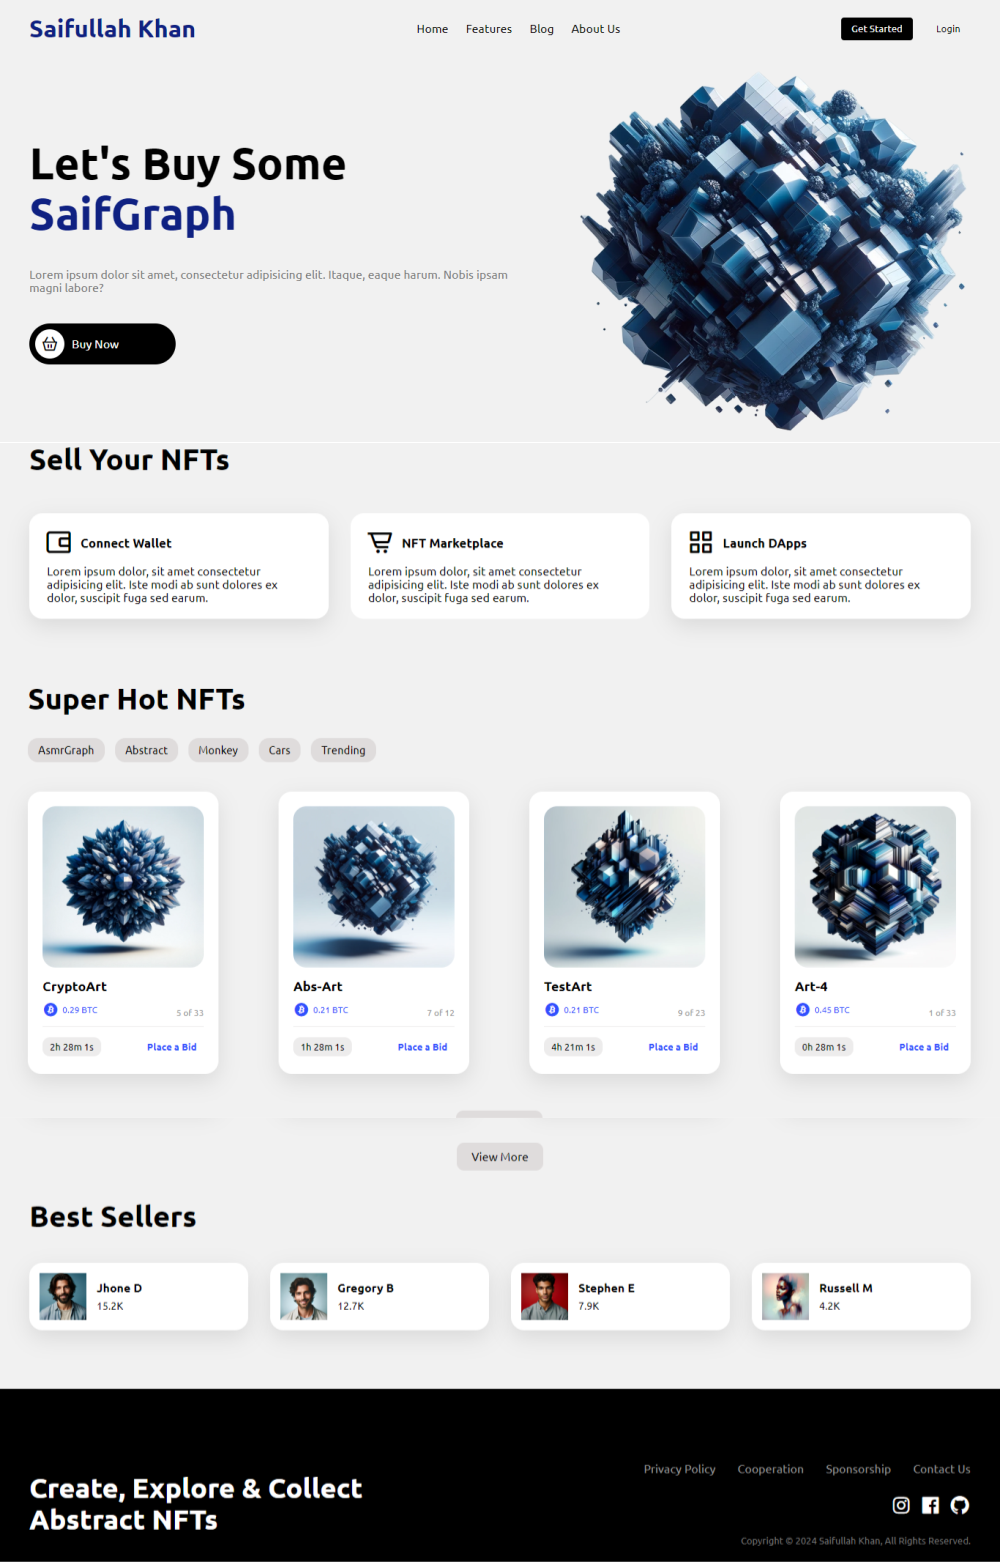 Saifullah Khan
Home Features Blog About Us
Get Started Login
Let's Buy Some
SaifGraph
Lorem ipsum dolor sit amet, consectetur adipisicing elit. Itaque, eaque harum. Nobis ipsam
magni labore?
Buy Now
Sell Your NFTs
Connect Wallet
Lorem ipsum dolor, sit amet consectetur
adipisicing elit. Iste modi ab sunt dolores ex
dolor, suscipit fuga sed earum.
NFT Marketplace
Lorem ipsum dolor, sit amet consectetur
adipisicing elit. Iste modi ab sunt dolores ex
dolor, suscipit fuga sed earum.
Launch DApps
Lorem ipsum dolor, sit amet consectetur
adipisicing elit. Iste modi ab sunt dolores ex
dolor, suscipit fuga sed earum.
Super Hot NFTs
AsmrGraph Abstract Monkey Cars Trending
CryptoArt
0.29 BTC 5 of 33
2h 28m 1s Place a Bid
Abs-Art
0.21 BTC 7 of 12
1h 28m 1s Place a Bid
TestArt
0.21 BTC 9 of 23
4h 21m 1s Place a Bid
Art-4
0.45 BTC 1 of 33
0h 28m 1s Place a Bid
View More
Best Sellers
Jhone D
15.2K
Gregory B
12.7K
Stephen E
7.9K
Russell M
4.2K
Create, Explore & Collect
Abstract NFTs
Privacy Policy Cooperation Sponsorship Contact Us
Copyright © 2024 Saifullah Khan, All Rights Reserved.